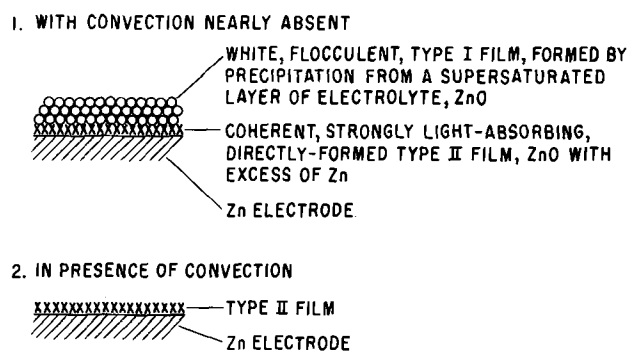 1. WITH CONVECTION NEARLY ABSENT
WHITE, FLOCCULENT, TYPE I FILM, FORMED BY
PRECIPITATION FROM A SUPERSATURATED
LAYER OF ELECTROLYTE, ZnO
COHERENT, STRONGLY LIGHT-ABSORBING,
DIRECTLY-FORMED TYPE II FILM, ZnO WITH
EXCESS OF Zn
Zn ELECTRODE
2. IN PRESENCE OF CONVECTION
TYPE II FILM
Zn ELECTRODE